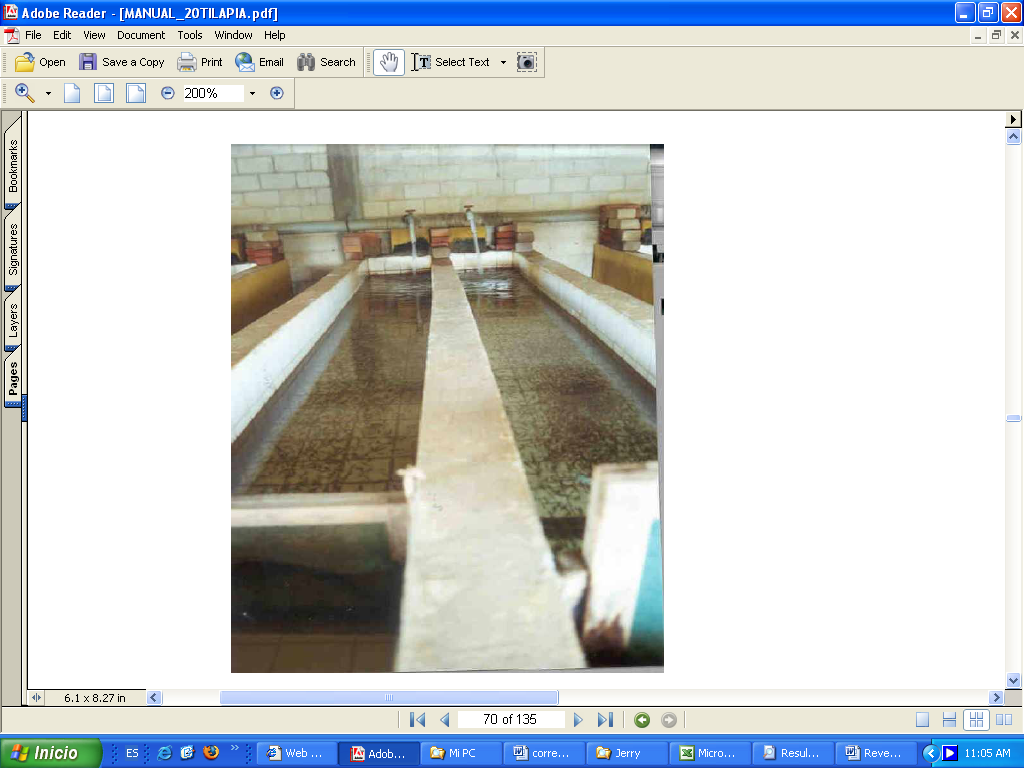 Adobe Reader - [MANUAL_20TILAPIA.pdf]
File Edit View Document Tools Window Help
Open Save a Copy Print Email Search Select Text
200%
Bookmarks
Signatures
Layers
Pages
6.1 x 8.27 in
70 of 135
Inicio ES » Web ... Adob... Mi PC corre... Jerry Micro... Resul... Reve... 11:05 AM